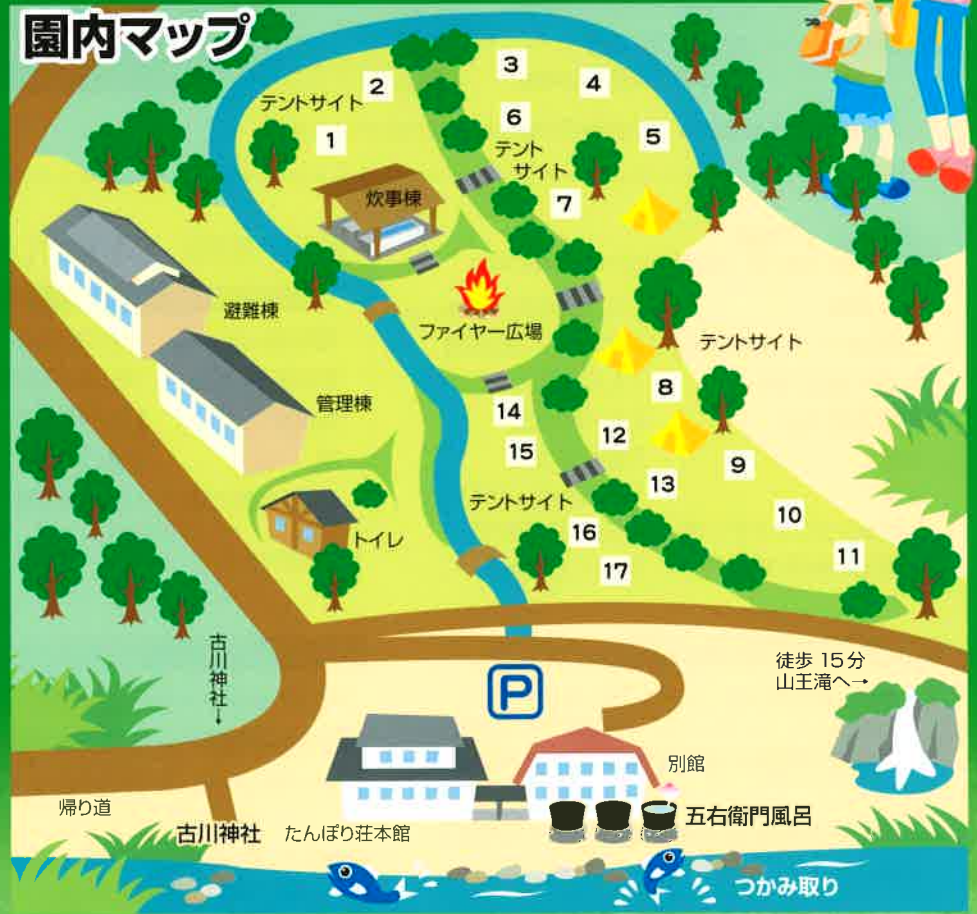 園内マップ
テントサイト
2
1
3
4
6
5
テント
サイト
7
炊事棟
避難棟
ファイヤー広場
テントサイト
管理棟
8
14
15
12
9
13
テントサイト
10
16
17
11
トイレ
古川神社↓
徒歩 15分
山王滝へ→
P
別館
帰り道
古川神社
たんぽり荘本館
五右衛門風呂
つかみ取り